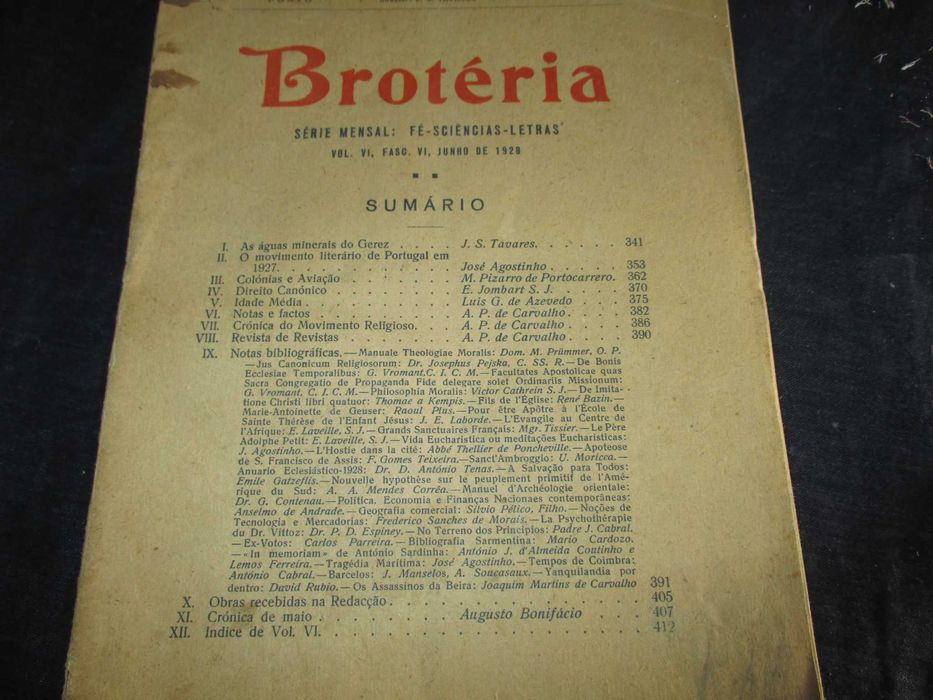 PORTO
Brotéria
SÉRIE MENSAL: FÉ-SCIÊNCIAS-LETRAS
VOL. VI, FASC. VI, JUNHO DE 1928
SUMÁRIO
I. As águas minerais do Gerez . . . . J. S. Tavares. . . . . . 341
II. O movimento literário de Portugal em
1927. . . . . . . . . . . . José Agostinho . . . . . 353
III. Colónias e Aviação . . . . . . . M. Pizarro de Portocarrero. 362
IV. Direito Canónico . . . . . . . E. Jombart S. J. . . . . 370
V. Idade Média . . . . . . . . . Luis G. de Azevedo . . . 375
VI. Notas e factos . . . . . . . . A. P. de Carvalho . . . . 382
VII. Crónica do Movimento Religioso. . . A. P. de Carvalho . . . . 386
VIII. Revista de Revistas . . . . . . . A. P. de Carvalho . . . . 390
IX. Notas bibliográficas. — Manuale Theologiae Moralis: Dom. M. Prümmer, O. P.
— Jus Canonicum Religiosorum: Dr. Josephus Pejska, C. SS. R. — De Bonis
Ecclesiae Temporalibus: G. Vromant, C. I. C. M. — Facultates Apostolicae quas
Sacra Congregatio de Propaganda Fide delegare solet Ordinariis Missionum:
G. Vromant, C. I. C. M. — Philosophia Moralis: Victor Cathrein S. J. — De Imita-
tione Christi libri quatuor: Thomae a Kempis. — Fils de l'Église: René Bazin. —
Marie-Antoinette de Geuser: Raoul Plus. — Pour être Apôtre à l'École de
Sainte Thérèse de l'Enfant Jésus: J. E. Laborde. — L'Evangile au Centre de
l'Afrique: E. Laveille, S. J. — Grands Sanctuaires Français: Mgr. Tissier. — Le Père
Adolphe Petit: E. Laveille, S. J. — Vida Eucharistica ou meditações Eucharisticas:
J. Agostinho. — L'Hostie dans la cité: Abbé Thellier de Poncheville. — Apoteose
de S. Francisco de Assis: F. Gomes Teixeira. — Sanct'Ambroggio: U. Moricca. —
Anuario Eclesiástico-1928: Dr. D. António Tenas. — A Salvação para Todos:
Emile Gatzeflis. — Nouvelle hypothèse sur le peuplement primitif de l'Amé-
rique du Sud: A. A. Mendes Corrêa. — Manuel d'Archéologie orientale:
Dr. G. Contenau. — Politica, Economia e Finanças Nacionaes contemporâneas:
Anselmo de Andrade. — Geografia comercial: Silvio Pélico, Filho. — Noções de
Tecnologia e Mercadorias: Frederico Sanches de Morais. — La Psychothérapie
du Dr. Vittoz: Dr. P. D. Espiney. — No Terreno dos Principios: Padre J. Cabral.
— Ex-Votos: Carlos Parreira. — Bibliografia Sarmentina: Mario Cardozo.
— «In memoriam» de António Sardinha: António J. d'Almeida Coutinho e
Lemos Ferreira. — Tragédia Marítima: José Agostinho. — Tempos de Coimbra:
António Cabral. — Barcelos: J. Manselos, A. Soucasaux. — Yanquilandia por
dentro: David Rubio. — Os Assassinos da Beira: Joaquim Martins de Carvalho 391
X. Obras recebidas na Redacção . . . . . . . . . . . . . 405
XI. Crónica de maio . . . . . . . . Augusto Bonifácio . . 407
XII. Indice de Vol. VI. . . . . . . . . . . . . . . . . 412